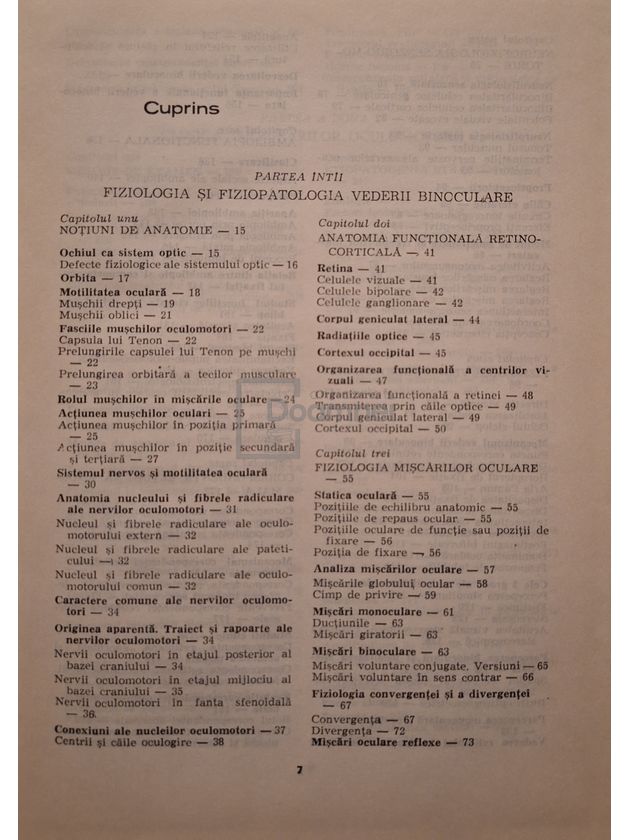 Cuprins
PARTEA INTII
FIZIOLOGIA ȘI FIZIOPATOLOGIA VEDERII BINOCULARE
Capitolul unu
NOȚIUNI DE ANATOMIE — 15
Ochiul ca sistem optic — 15
Defecte fiziologice ale sistemului optic — 16
Orbita — 17
Motilitatea oculară — 18
Mușchii drepți — 19
Mușchii oblici — 21
Fasciile mușchilor oculomotori — 22
Capsula lui Tenon — 22
Prelungirile capsulei lui Tenon pe mușchi
— 22
Prelungirea orbitară a tecilor musculare
— 23
Rolul mușchilor în mișcările oculare — 24
Acțiunea mușchilor oculari — 25
Acțiunea mușchilor în poziția primară
— 25
Acțiunea mușchilor în poziție secundară
și terțiară — 27
Sistemul nervos și motilitatea oculară
— 30
Anatomia nucleului și fibrele radiculare
ale nervilor oculomotori — 31
Nucleul și fibrele radiculare ale oculo-
motorului extern — 32
Nucleul și fibrele radiculare ale pateti-
cului — 32
Nucleul și fibrele radiculare ale oculo-
motorului comun — 32
Caractere comune ale nervilor oculomo-
tori — 34
Originea aparentă. Traiect și rapoarte ale
nervilor oculomotori — 34
Nervii oculomotori în etajul posterior al
bazei craniului — 34
Nervii oculomotori în etajul mijlociu al
bazei craniului — 35
Nervii oculomotori în fanta sfenoidală
— 36
Conexiuni ale nucleilor oculomotori — 37
Centrii și căile oculogire — 38
Capitolul doi
ANATOMIA FUNCȚIONALĂ RETINO-
CORTICALĂ — 41
Retina — 41
Celulele vizuale — 41
Celulele bipolare — 42
Celulele ganglionare — 42
Corpul geniculat lateral — 44
Radiațiile optice — 45
Cortexul occipital — 45
Organizarea funcțională a centrilor vi-
zuali — 47
Organizarea funcțională a retinei — 48
Transmiterea prin căile optice — 49
Corpul geniculat lateral — 49
Cortexul occipital — 50
Capitolul trei
FIZIOLOGIA MIȘCĂRILOR OCULARE
— 55
Statica oculară — 55
Pozițiile de echilibru anatomic — 55
Pozițiile de repaus ocular — 55
Pozițiile oculare de funcție sau poziții de
fixare — 56
Poziția de fixare — 56
Analiza mișcărilor oculare — 57
Mișcările globului ocular — 58
Cimp de privire — 59
Mișcări monoculare — 61
Ducțiunile — 63
Mișcări giratorii — 63
Mișcări binoculare — 63
Mișcări voluntare conjugate. Versiuni — 65
Mișcări voluntare în sens contrar — 66
Fiziologia convergenței și a divergenței
— 67
Convergența — 67
Divergența — 72
Mișcări oculare reflexe — 73
7